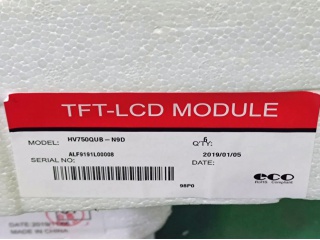 TFT-LCD MODULE
MODEL: HV750QUB-N9D Q'TY: 6
SERIAL NO: ALF9191L00008 DATE: 2019/01/05
98P0
eco
RoHS Compliant
MADE IN CHINA